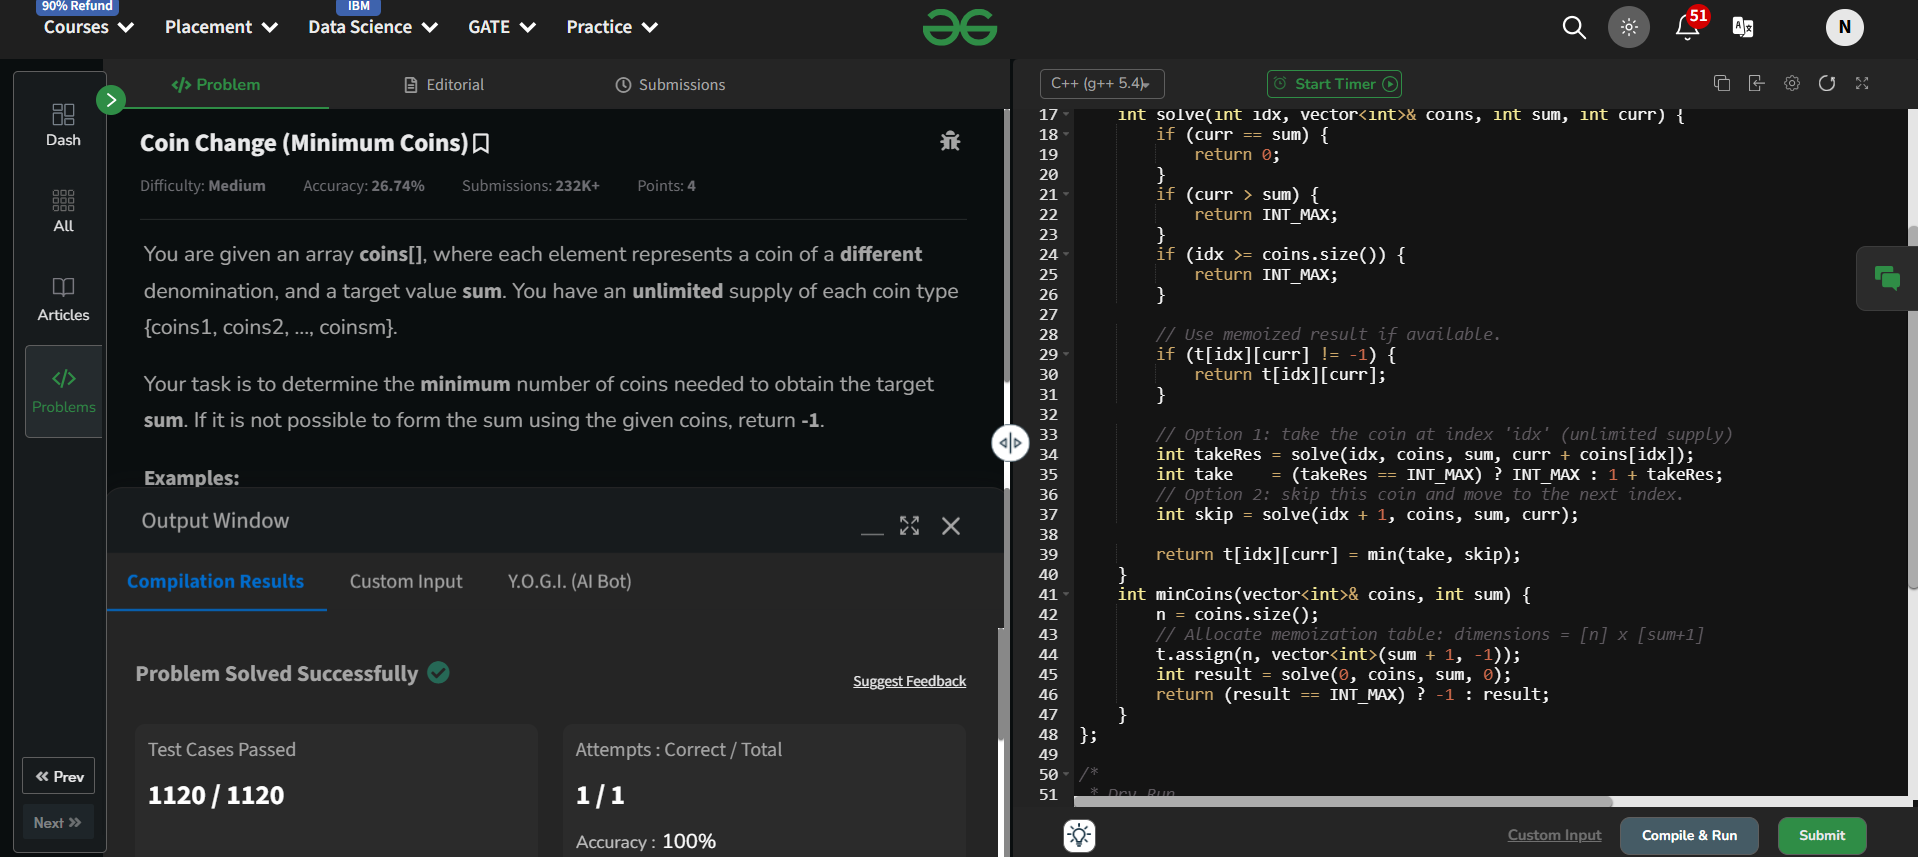 90% Refund
IBM
Courses
Placement
Data Science
GATE
Practice
51
N
Dash
All
Articles
Problems
Prev
Next
Problem
Editorial
Submissions
Coin Change (Minimum Coins)
Difficulty: Medium
Accuracy: 26.74%
Submissions: 232K+
Points: 4
You are given an array coins[], where each element represents a coin of a different
denomination, and a target value sum. You have an unlimited supply of each coin type
{coins1, coins2, ..., coinsm}.
Your task is to determine the minimum number of coins needed to obtain the target
sum. If it is not possible to form the sum using the given coins, return -1.
Examples:
Output Window
Compilation Results
Custom Input
Y.O.G.I. (AI Bot)
Problem Solved Successfully
Suggest Feedback
Test Cases Passed
1120 / 1120
Attempts : Correct / Total
1 / 1
Accuracy : 100%
C++ (g++ 5.4)
Start Timer
17 int solve(int idx, vector<int>& coins, int sum, int curr) {
18 if (curr == sum) {
19 return 0;
20 }
21 if (curr > sum) {
22 return INT_MAX;
23 }
24 if (idx >= coins.size()) {
25 return INT_MAX;
26 }
27
28 // Use memoized result if available.
29 if (t[idx][curr] != -1) {
30 return t[idx][curr];
31 }
32
33 // Option 1: take the coin at index 'idx' (unlimited supply)
34 int takeRes = solve(idx, coins, sum, curr + coins[idx]);
35 int take = (takeRes == INT_MAX) ? INT_MAX : 1 + takeRes;
36 // Option 2: skip this coin and move to the next index.
37 int skip = solve(idx + 1, coins, sum, curr);
38
39 return t[idx][curr] = min(take, skip);
40 }
41 int minCoins(vector<int>& coins, int sum) {
42 n = coins.size();
43 // Allocate memoization table: dimensions = [n] x [sum+1]
44 t.assign(n, vector<int>(sum + 1, -1));
45 int result = solve(0, coins, sum, 0);
46 return (result == INT_MAX) ? -1 : result;
47 }
48 };
49
50 /*
51 * Dry Run
Custom Input
Compile & Run
Submit